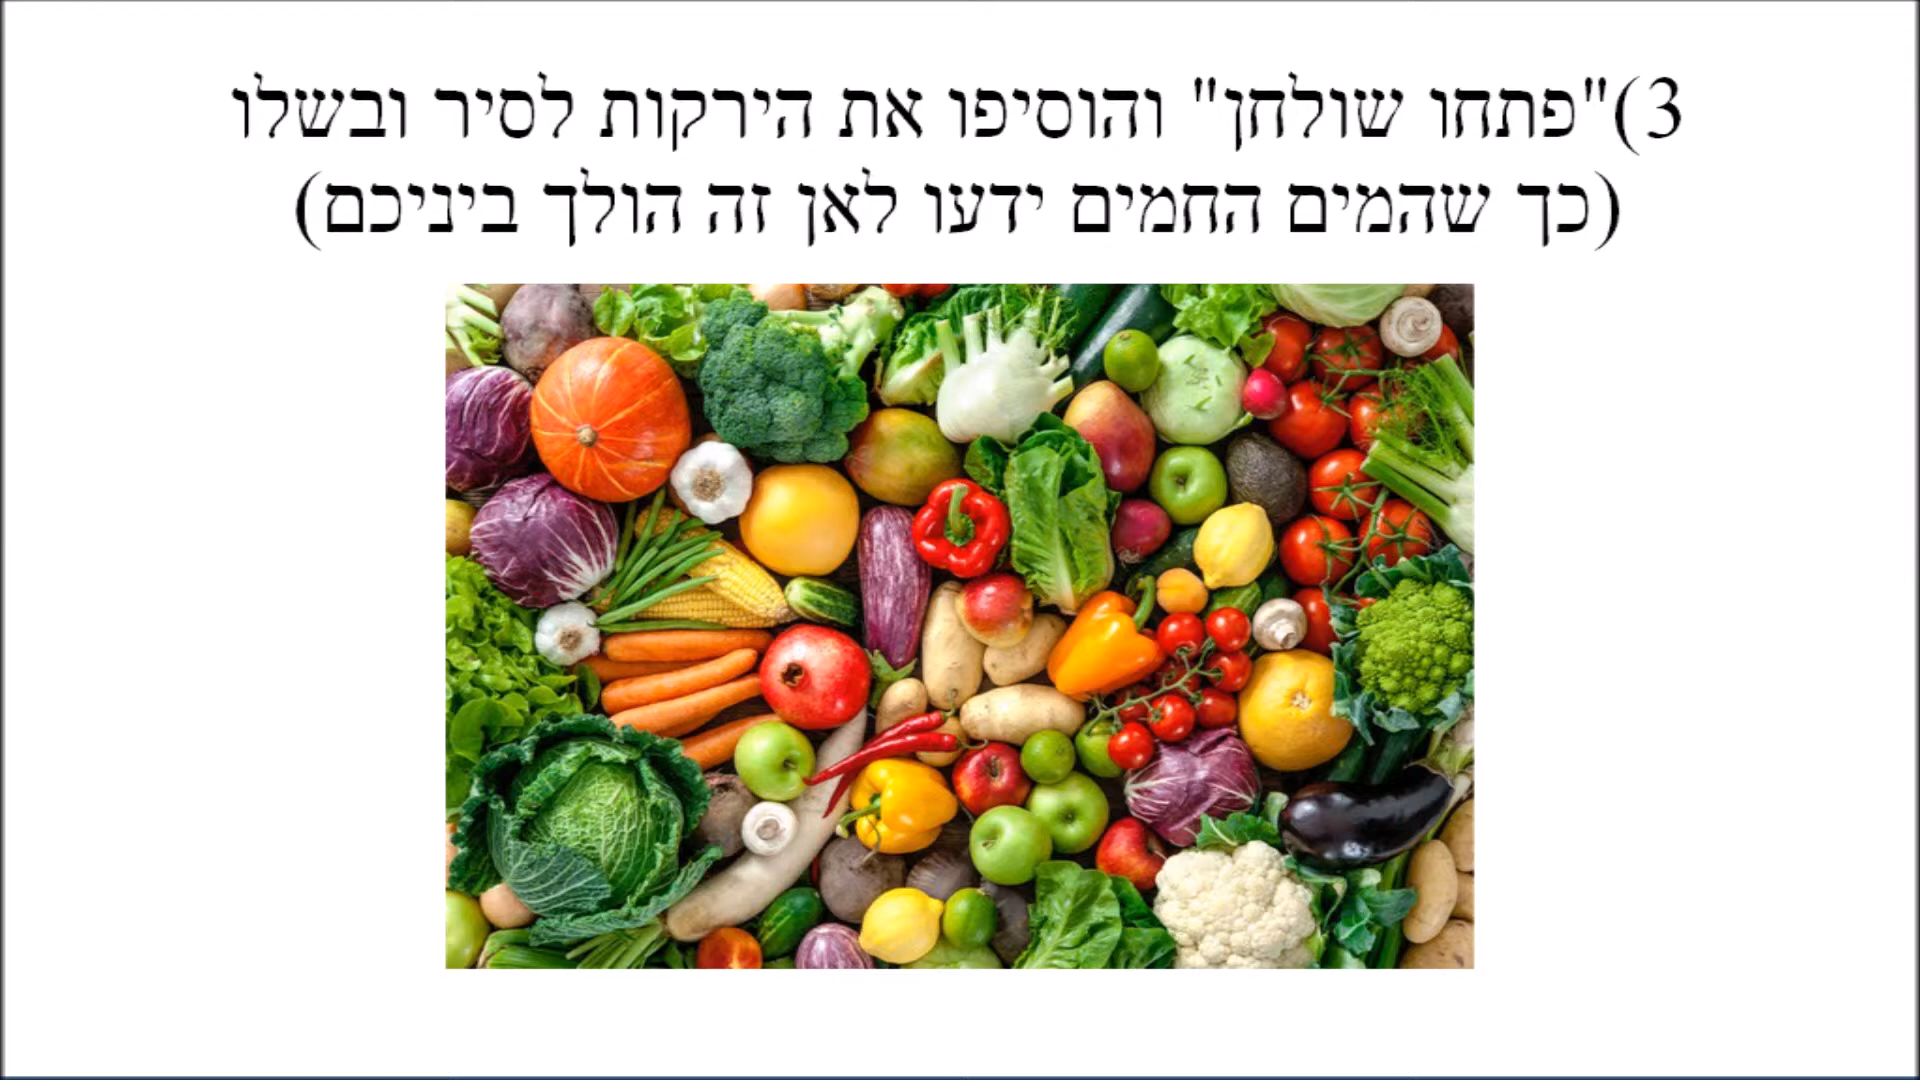 3)"פתחו שולחן" והוסיפו את הירקות לסיר ובשלו
(כך שהמים החמים ידעו לאן זה הולך ביניכם)